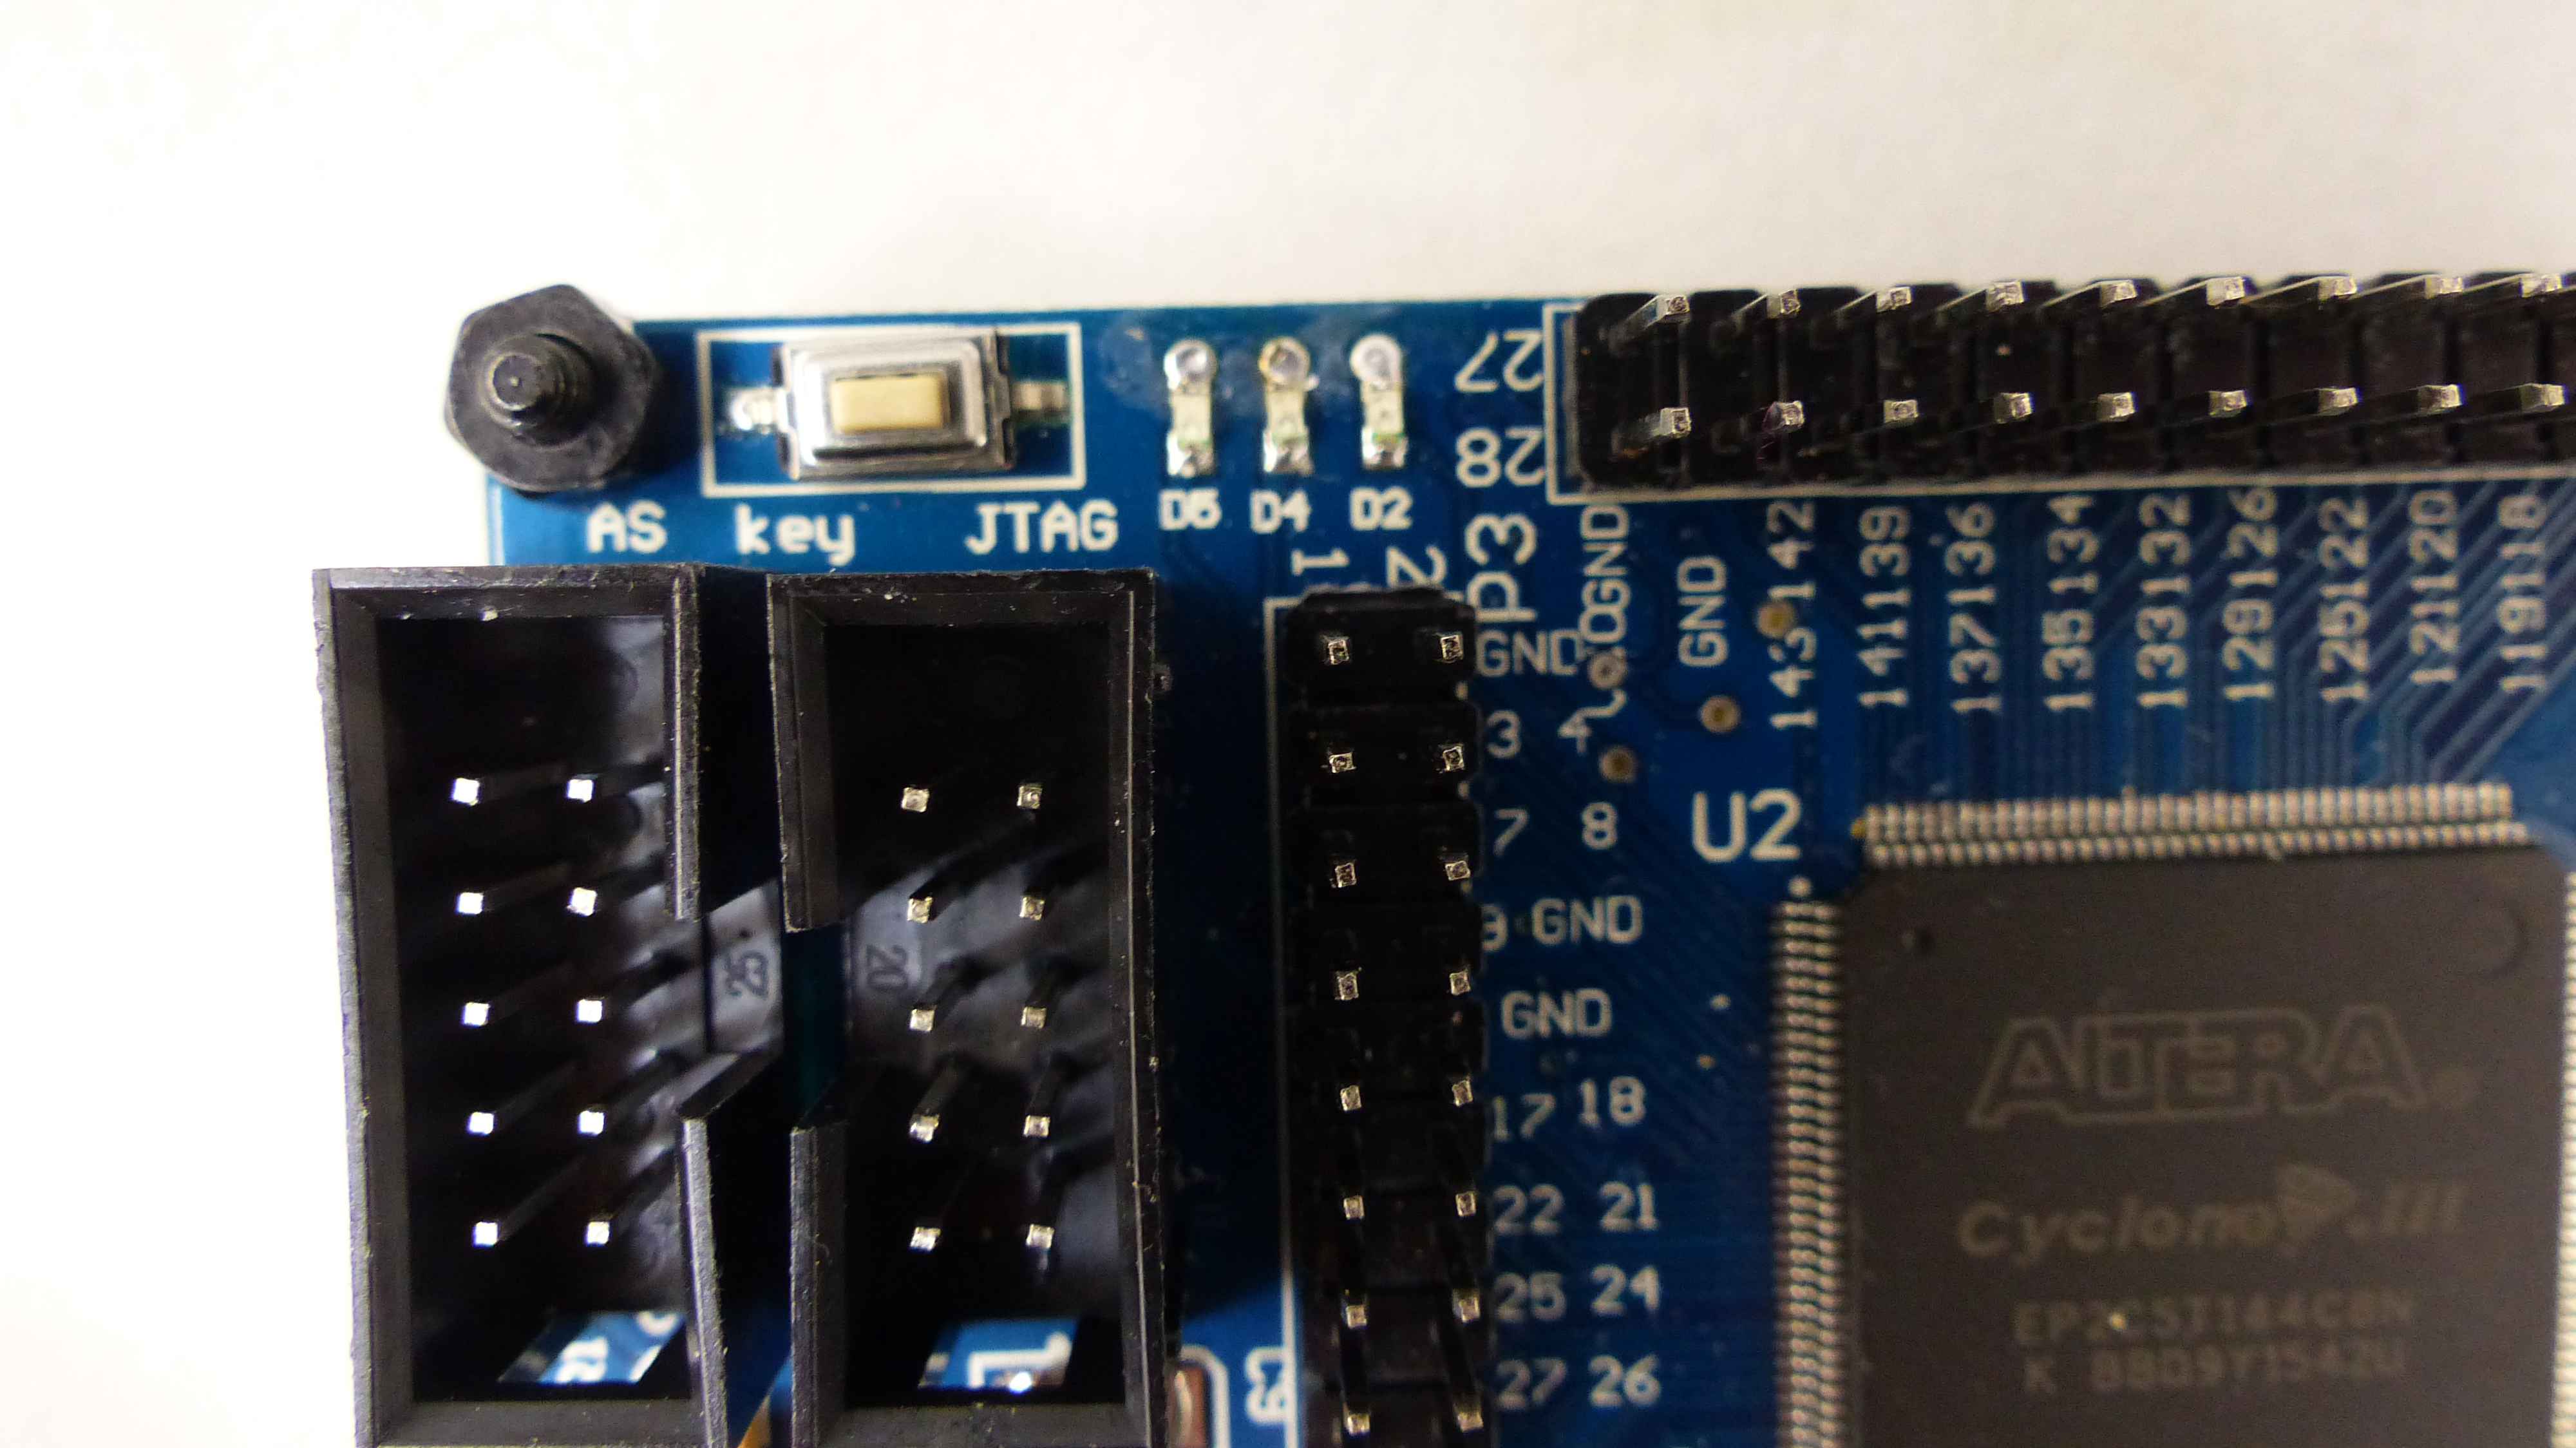 27
28
AS key JTAG
D5 D4 D2
1 2
P3
GND
GND
143 142
141 139
137 136
135 134
133 132
129 126
125 122
121 120
119 118
GND
3 4
7 8
9 GND
GND
17 18
22 21
25 24
27 26
U2
25
20
ALTERA
Cyclone III
EP2C5T144C8N
1